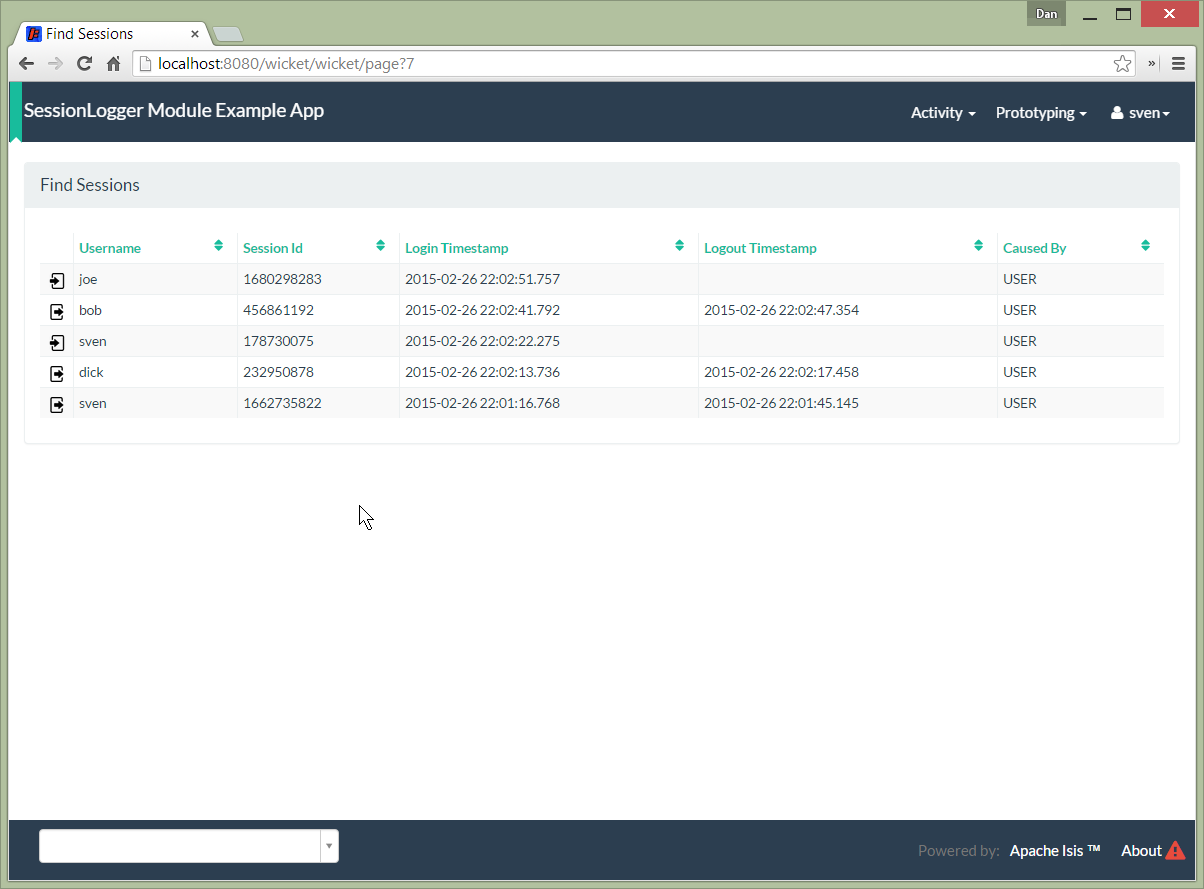 Dan
Find Sessions
localhost:8080/wicket/wicket/page?7
SessionLogger Module Example App Activity Prototyping sven
Find Sessions
Username Session Id Login Timestamp Logout Timestamp Caused By
joe 1680298283 2015-02-26 22:02:51.757 USER
bob 456861192 2015-02-26 22:02:41.792 2015-02-26 22:02:47.354 USER
sven 178730075 2015-02-26 22:02:22.275 USER
dick 232950878 2015-02-26 22:02:13.736 2015-02-26 22:02:17.458 USER
sven 1662735822 2015-02-26 22:01:16.768 2015-02-26 22:01:45.145 USER
Powered by: Apache Isis ™ About